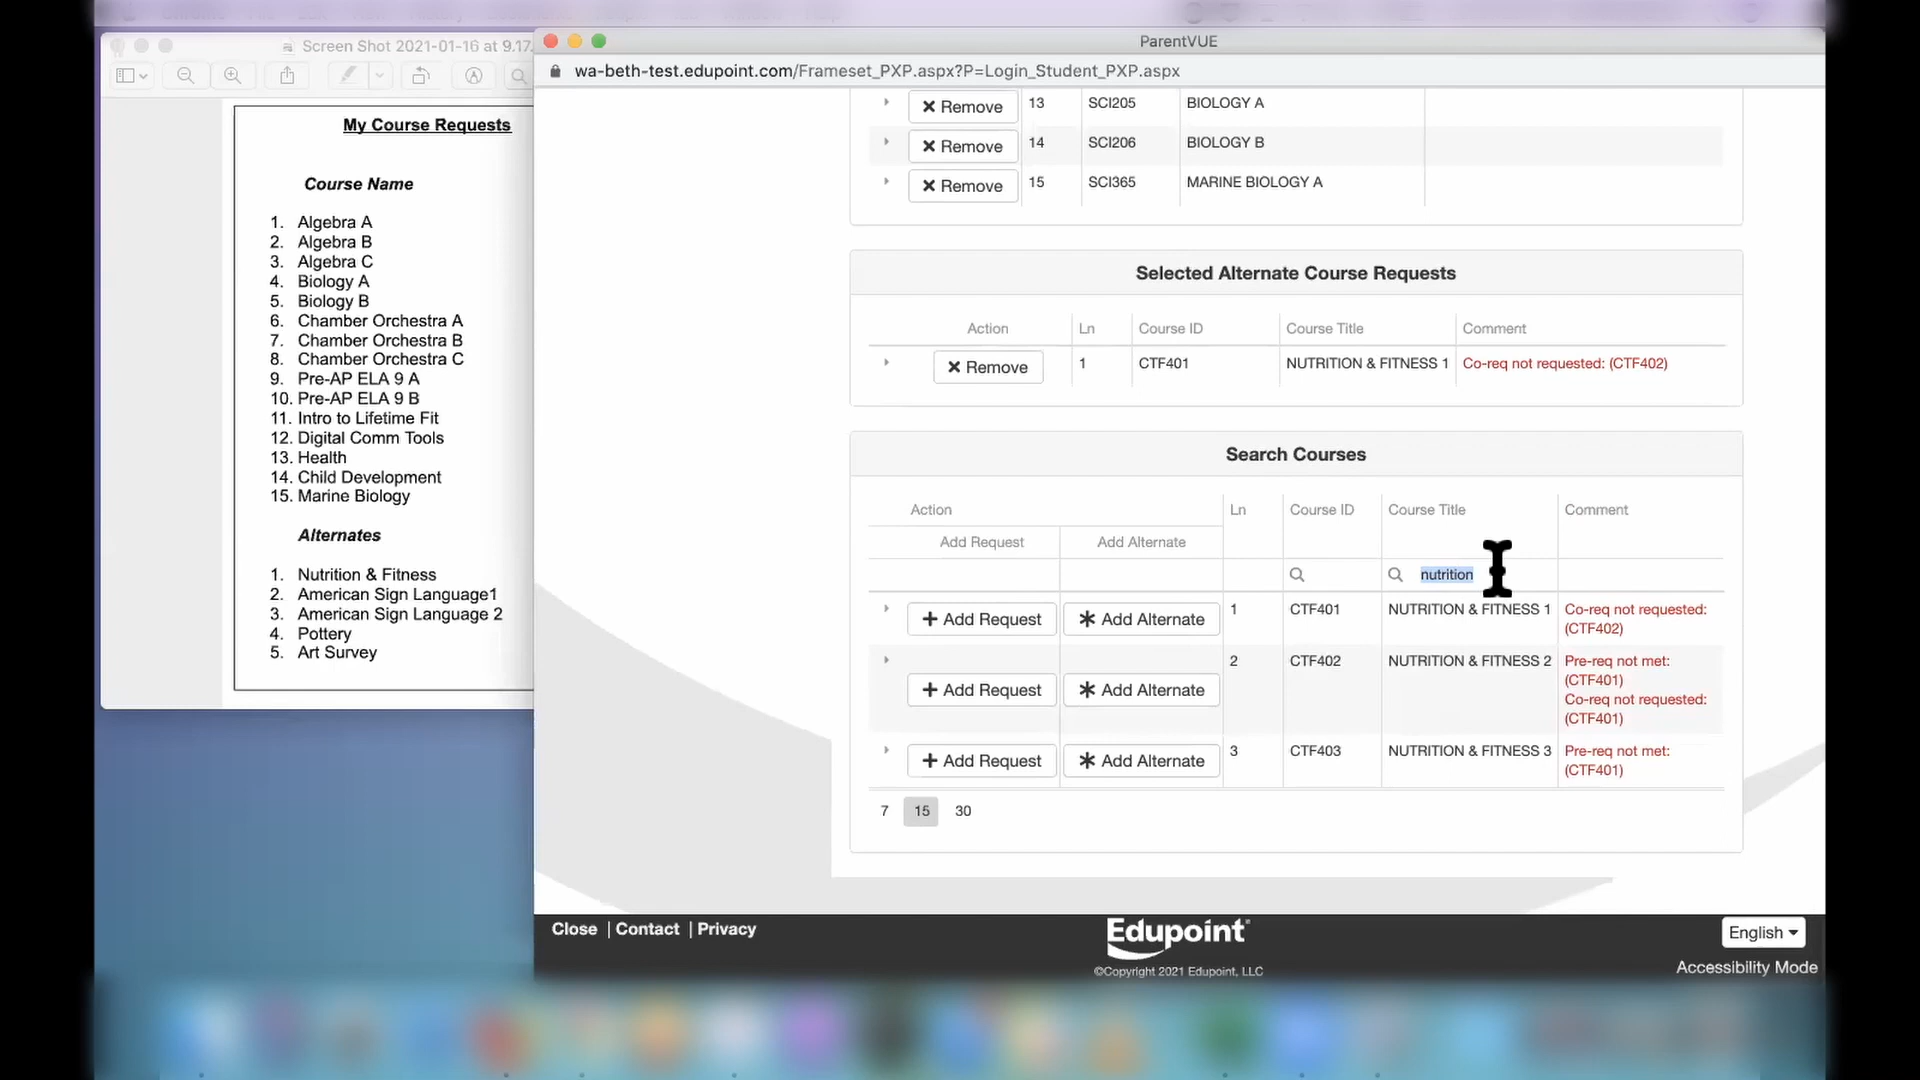 Screen Shot 2021-01-16 at 9.17.
My Course Requests
Course Name
1. Algebra A
2. Algebra B
3. Algebra C
4. Biology A
5. Biology B
6. Chamber Orchestra A
7. Chamber Orchestra B
8. Chamber Orchestra C
9. Pre-AP ELA 9 A
10. Pre-AP ELA 9 B
11. Intro to Lifetime Fit
12. Digital Comm Tools
13. Health
14. Child Development
15. Marine Biology
Alternates
1. Nutrition & Fitness
2. American Sign Language1
3. American Sign Language 2
4. Pottery
5. Art Survey
ParentVUE
wa-beth-test.edupoint.com/Frameset_PXP.aspx?P=Login_Student_PXP.aspx
Remove 13 SCI205 BIOLOGY A
Remove 14 SCI206 BIOLOGY B
Remove 15 SCI365 MARINE BIOLOGY A
Selected Alternate Course Requests
Action Ln Course ID Course Title Comment
Remove 1 CTF401 NUTRITION & FITNESS 1 Co-req not requested: (CTF402)
Search Courses
Action Ln Course ID Course Title Comment
Add Request Add Alternate
nutrition
+ Add Request * Add Alternate 1 CTF401 NUTRITION & FITNESS 1 Co-req not requested:
(CTF402)
+ Add Request * Add Alternate 2 CTF402 NUTRITION & FITNESS 2 Pre-req not met:
(CTF401)
Co-req not requested:
(CTF401)
+ Add Request * Add Alternate 3 CTF403 NUTRITION & FITNESS 3 Pre-req not met:
(CTF401)
7 15 30
Close | Contact | Privacy
Edupoint
©Copyright 2021 Edupoint, LLC
English
Accessibility Mode